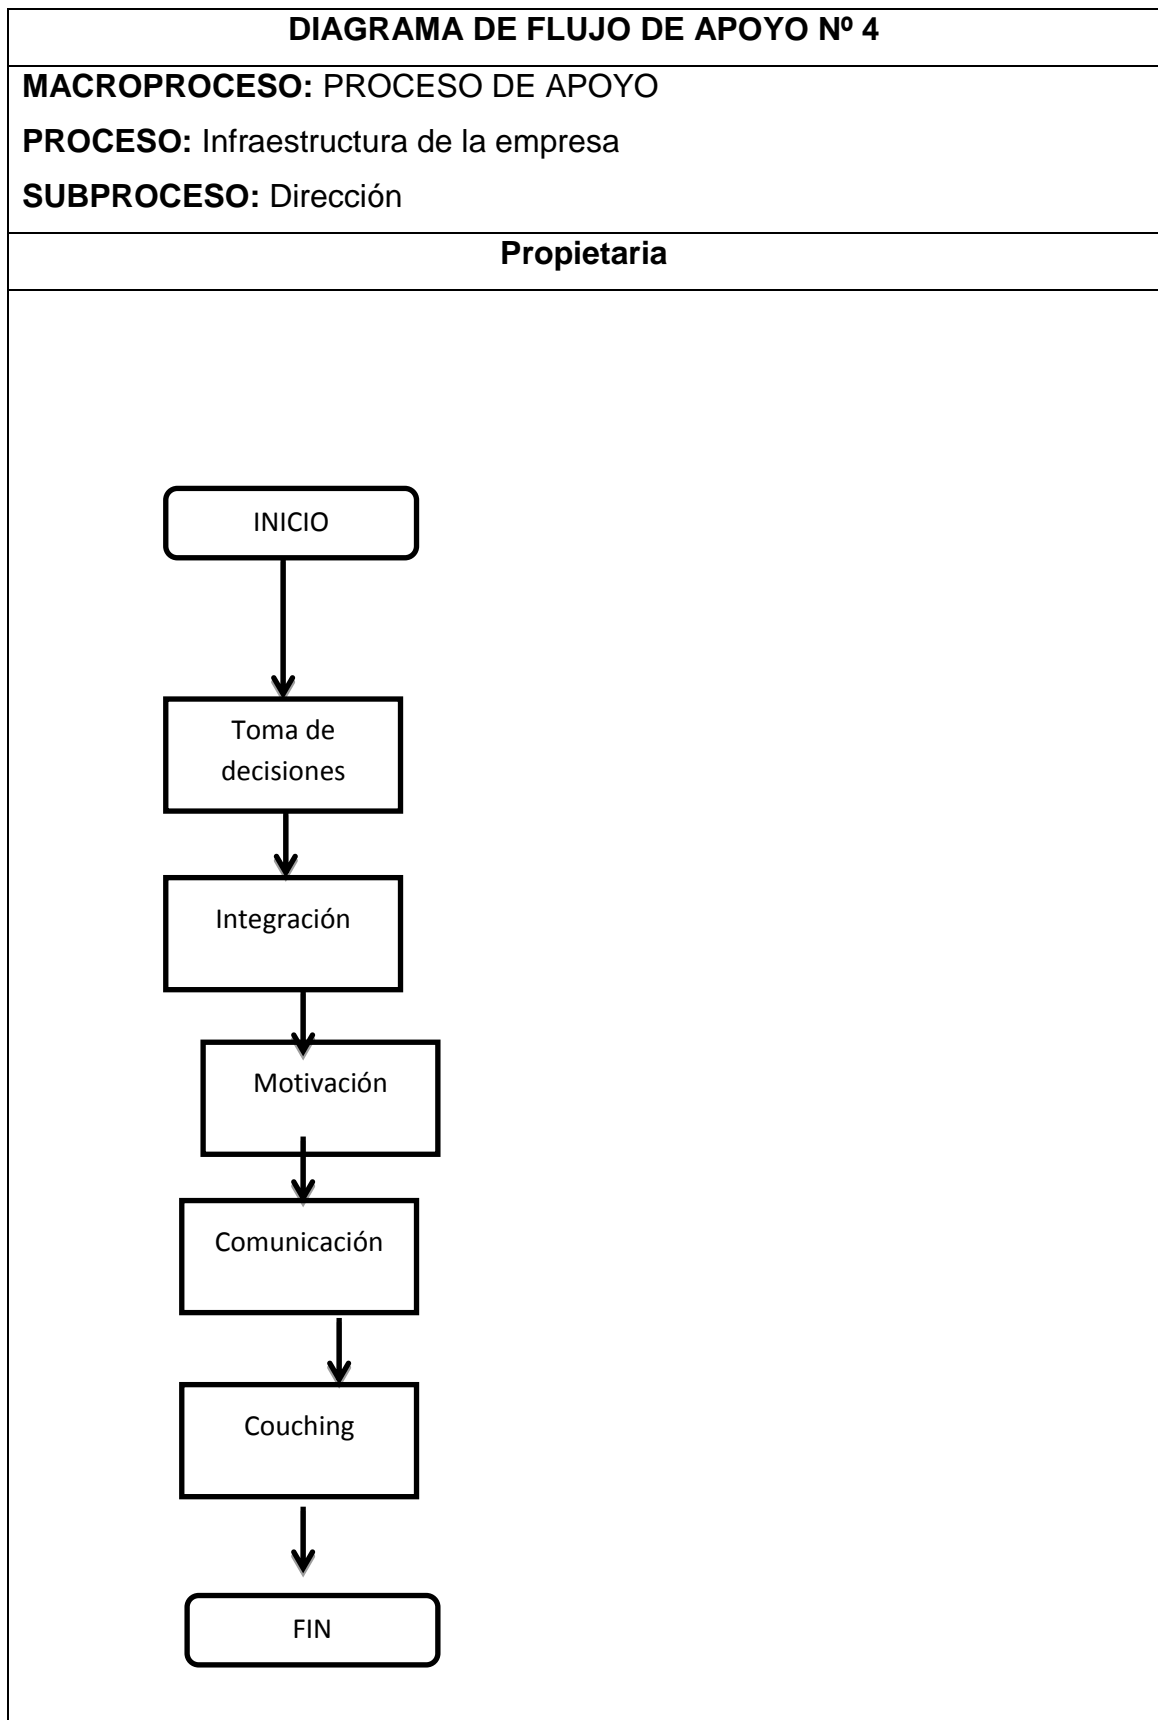 DIAGRAMA DE FLUJO DE APOYO Nº 4
MACROPROCESO: PROCESO DE APOYO
PROCESO: Infraestructura de la empresa
SUBPROCESO: Dirección
Propietaria
INICIO
Toma de
decisiones
Integración
Motivación
Comunicación
Couching
FIN